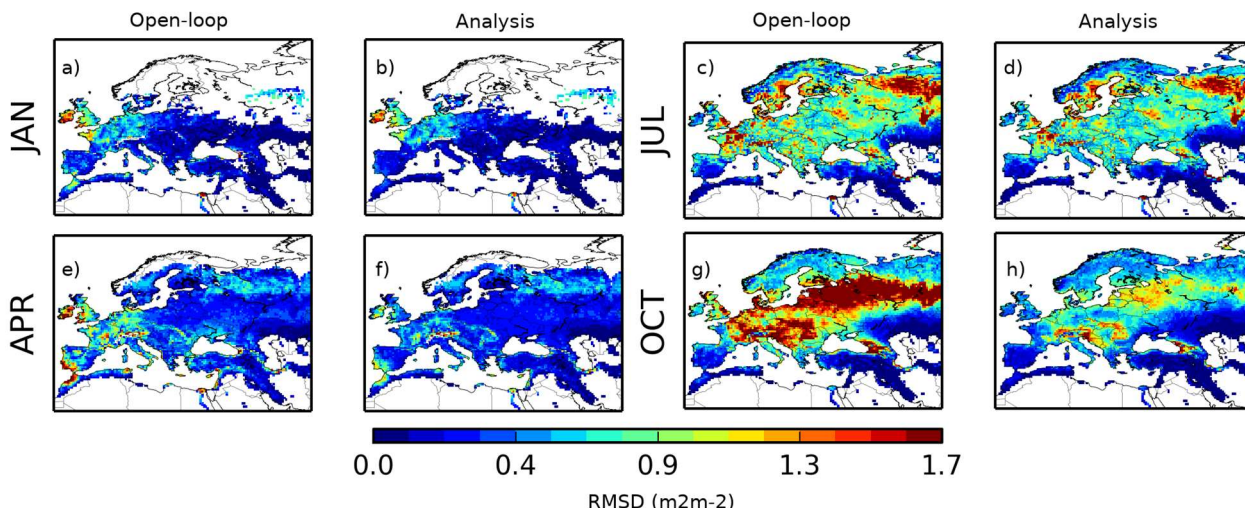 Open-loop Analysis Open-loop Analysis
JAN a) b) JUL c) d)
APR e) f) OCT g) h)
0.0 0.4 0.9 1.3 1.7
RMSD (m2m-2)